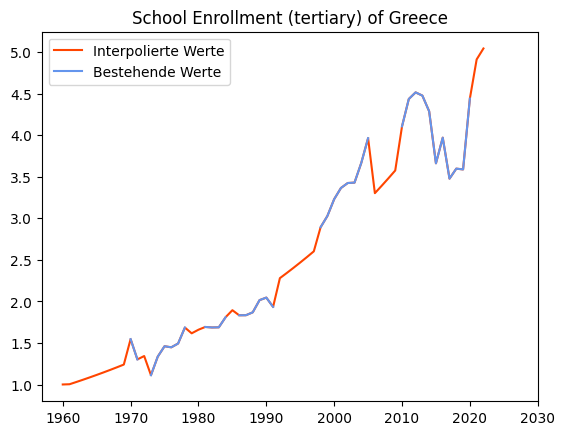 School Enrollment (tertiary) of Greece
Interpolierte Werte
Bestehende Werte
5.0
4.5
4.0
3.5
3.0
2.5
2.0
1.5
1.0
1960 1970 1980 1990 2000 2010 2020 2030